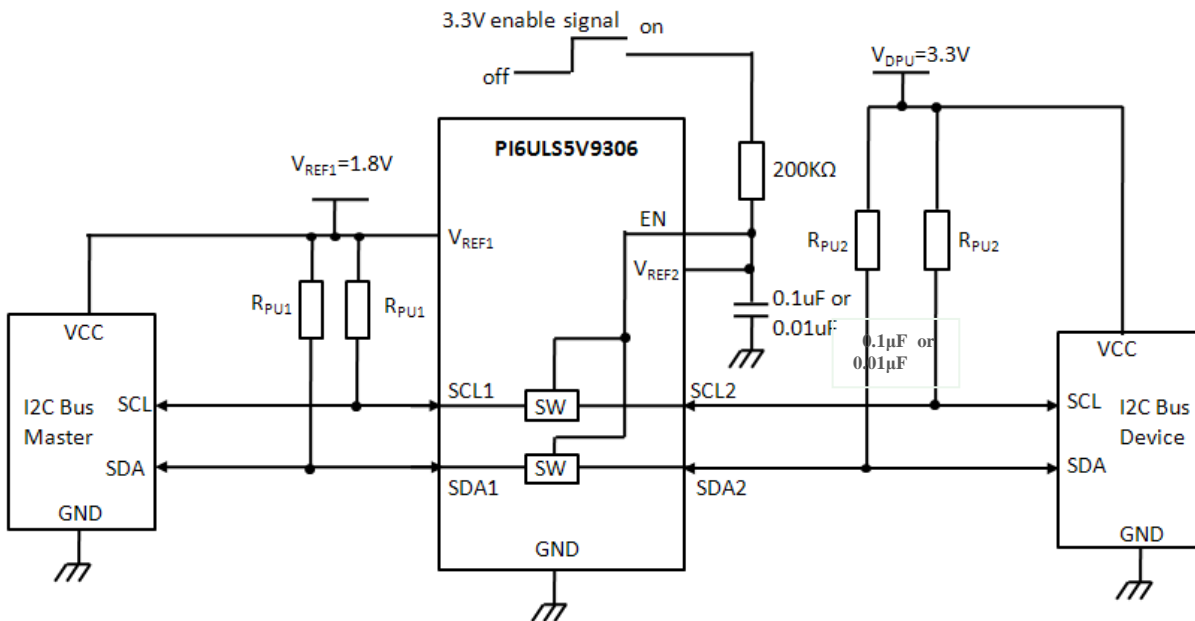 3.3V enable signal
on
off
VDPU=3.3V
PI6ULS5V9306
VREF1=1.8V
200KΩ
EN
VREF1
VREF2
RPU1
RPU1
RPU2
RPU2
0.1uF or
0.01uF
0.1µF or
0.01µF
VCC
VCC
SCL
SCL1
SW
SCL2
SCL
I2C Bus
Master
I2C Bus
Device
SDA
SDA1
SW
SDA2
SDA
GND
GND
GND